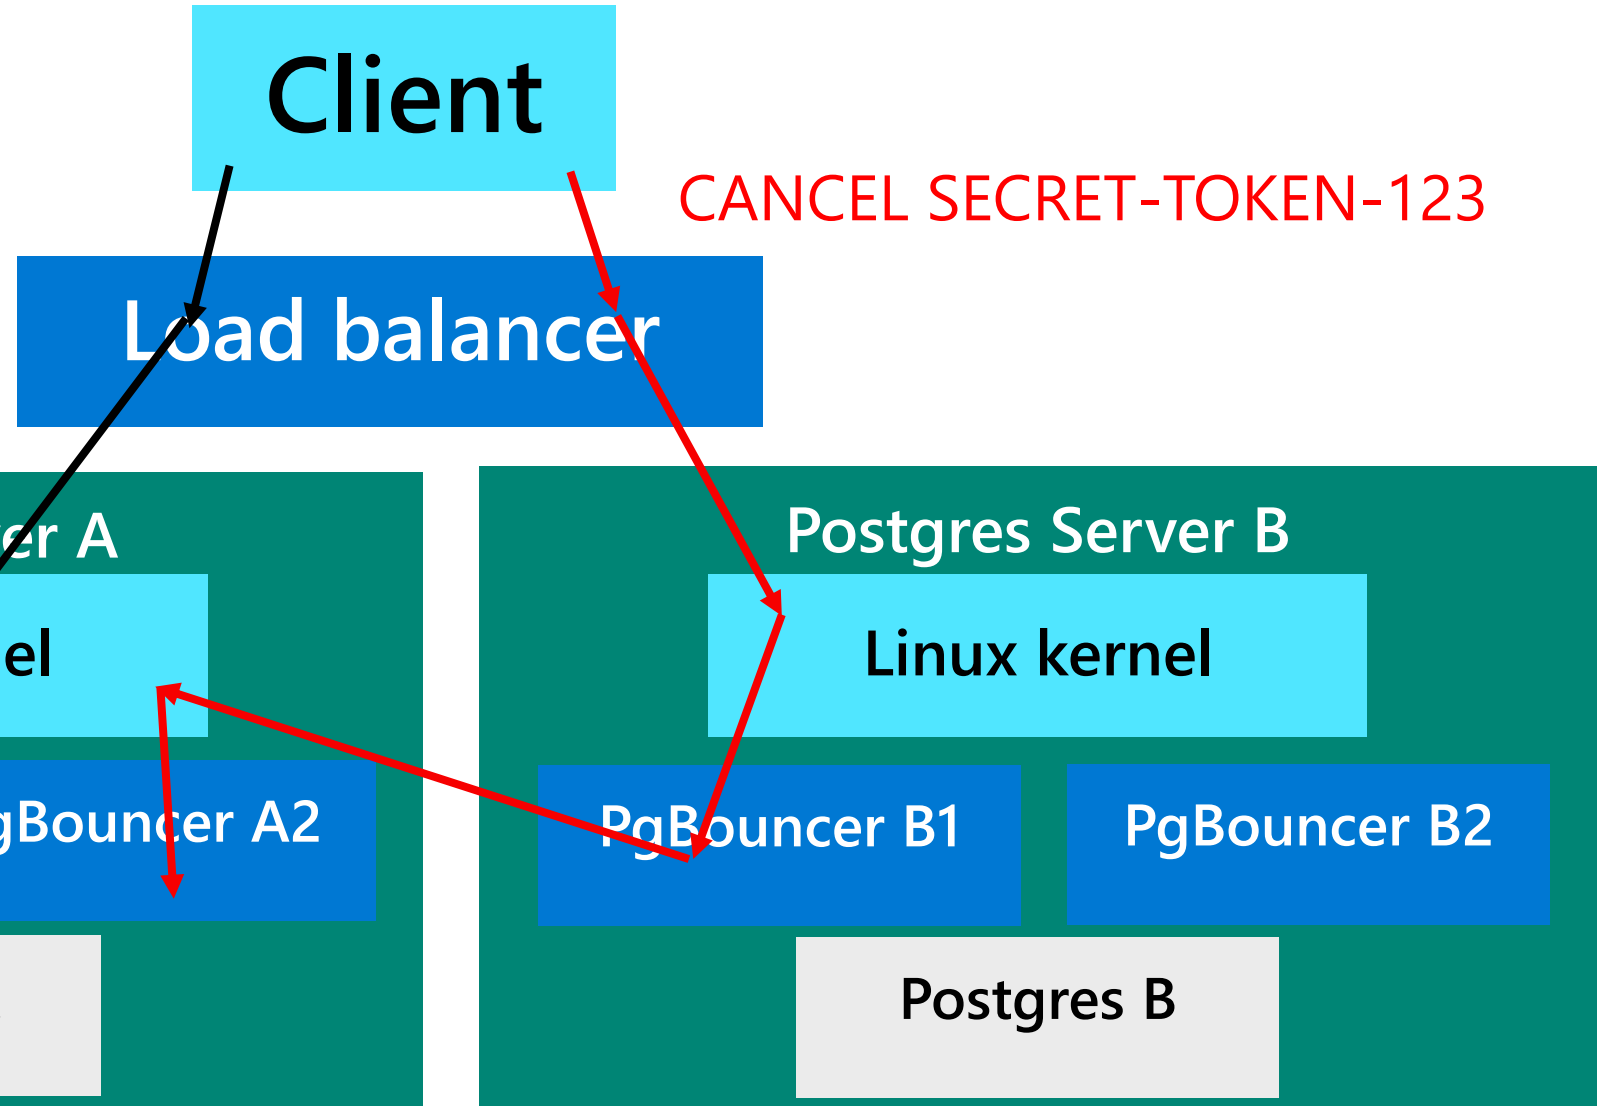 Client
CANCEL SECRET-TOKEN-123
Load balancer
er A
Postgres Server B
el
Linux kernel
gBouncer A2
PgBouncer B1
PgBouncer B2
Postgres B